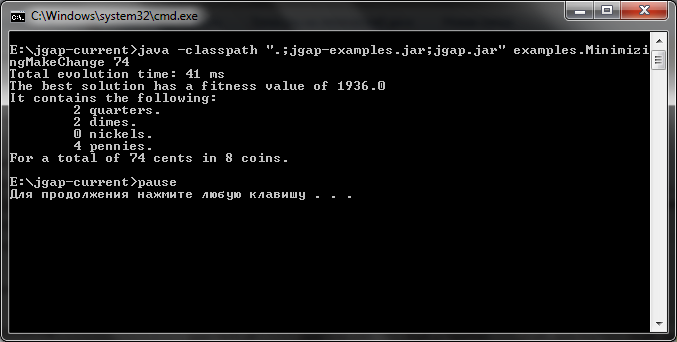 C:\Windows\system32\cmd.exe
E:\jgap-current>java -classpath ".;jgap-examples.jar;jgap.jar" examples.Minimizi
ngMakeChange 74
Total evolution time: 41 ms
The best solution has a fitness value of 1936.0
It contains the following:
2 quarters.
2 dimes.
0 nickels.
4 pennies.
For a total of 74 cents in 8 coins.
E:\jgap-current>pause
Для продолжения нажмите любую клавишу . . .